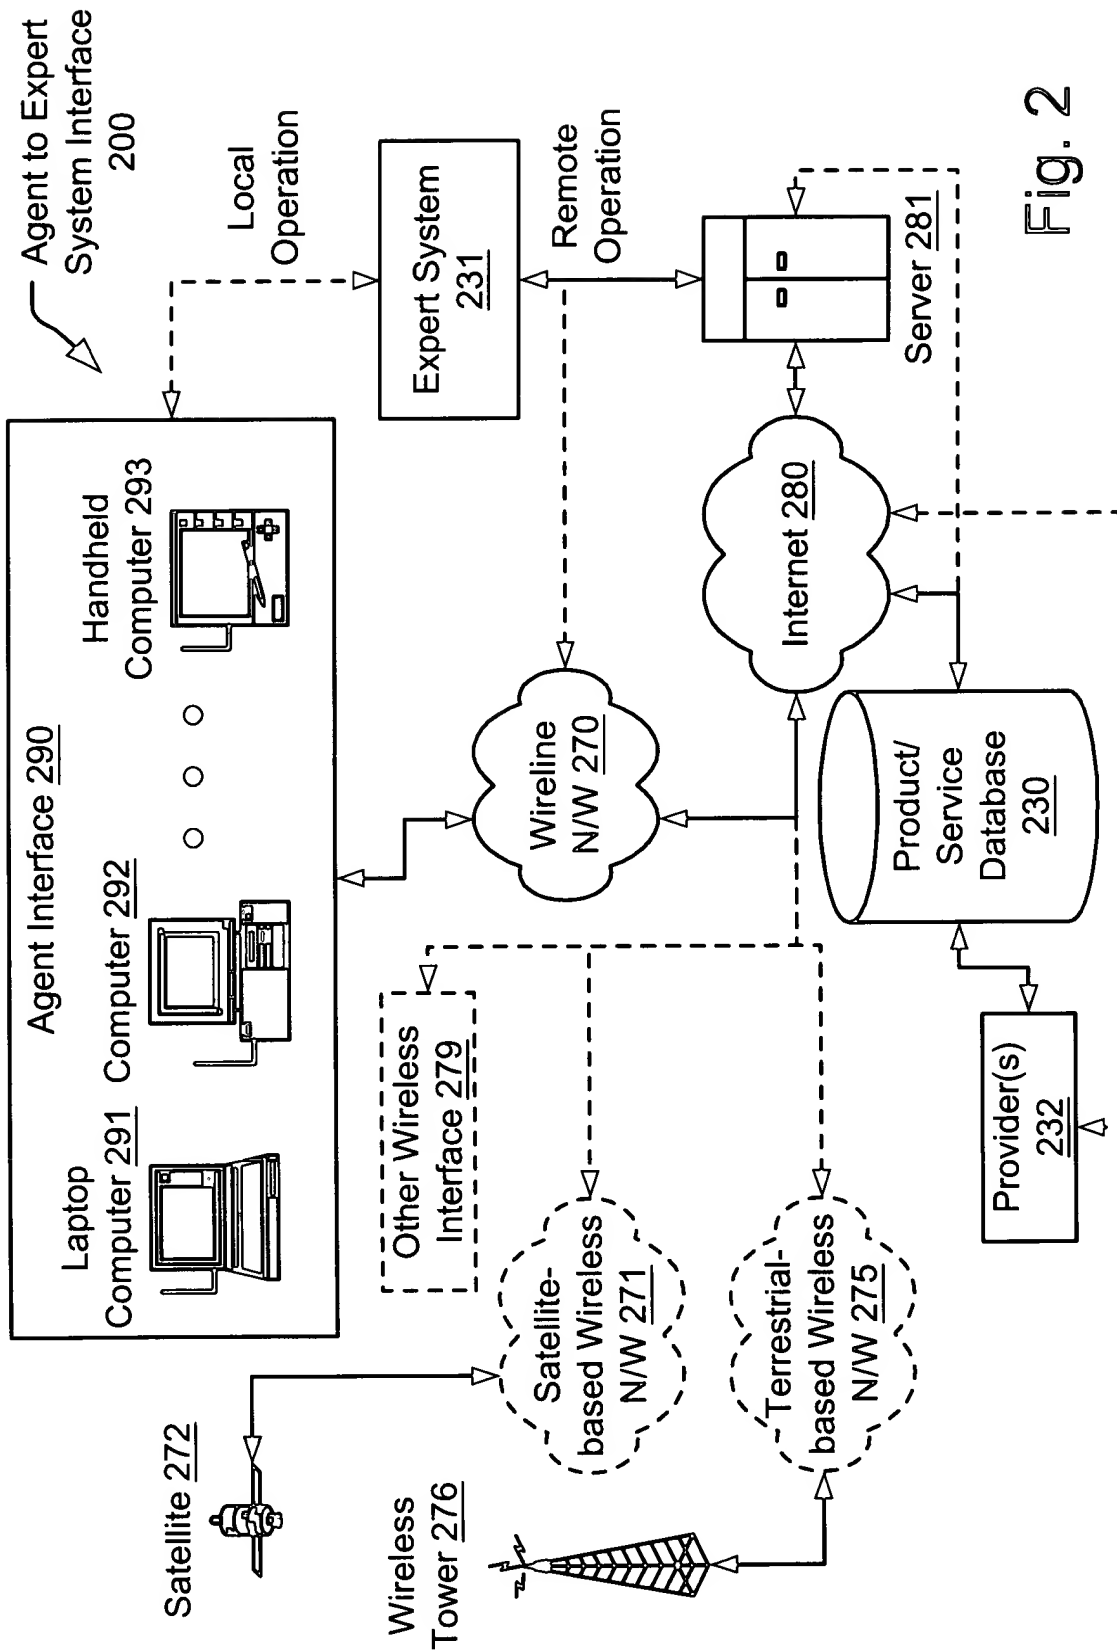 Agent to Expert
System Interface
200
Agent Interface 290
Laptop
Computer 291
Computer 292
Handheld
Computer 293
Local
Operation
Satellite 272
Other Wireless
Interface 279
Expert System
231
Wireless
Tower 276
Satellite-
based Wireless
N/W 271
Wireline
N/W 270
Remote
Operation
Terrestrial-
based Wireless
N/W 275
Internet 280
Server 281
Product/
Service
Database
230
Provider(s)
232
Fig. 2